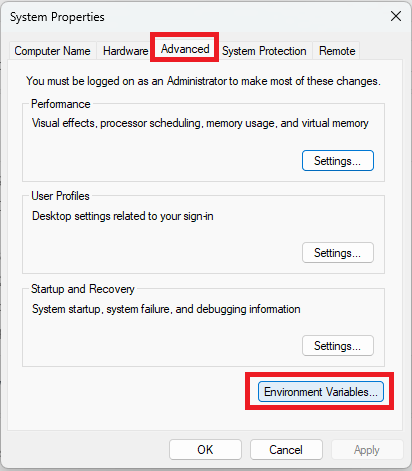 System Properties
Computer Name Hardware Advanced System Protection Remote
You must be logged on as an Administrator to make most of these changes.
Performance
Visual effects, processor scheduling, memory usage, and virtual memory
Settings...
User Profiles
Desktop settings related to your sign-in
Settings...
Startup and Recovery
System startup, system failure, and debugging information
Settings...
Environment Variables...
OK Cancel Apply